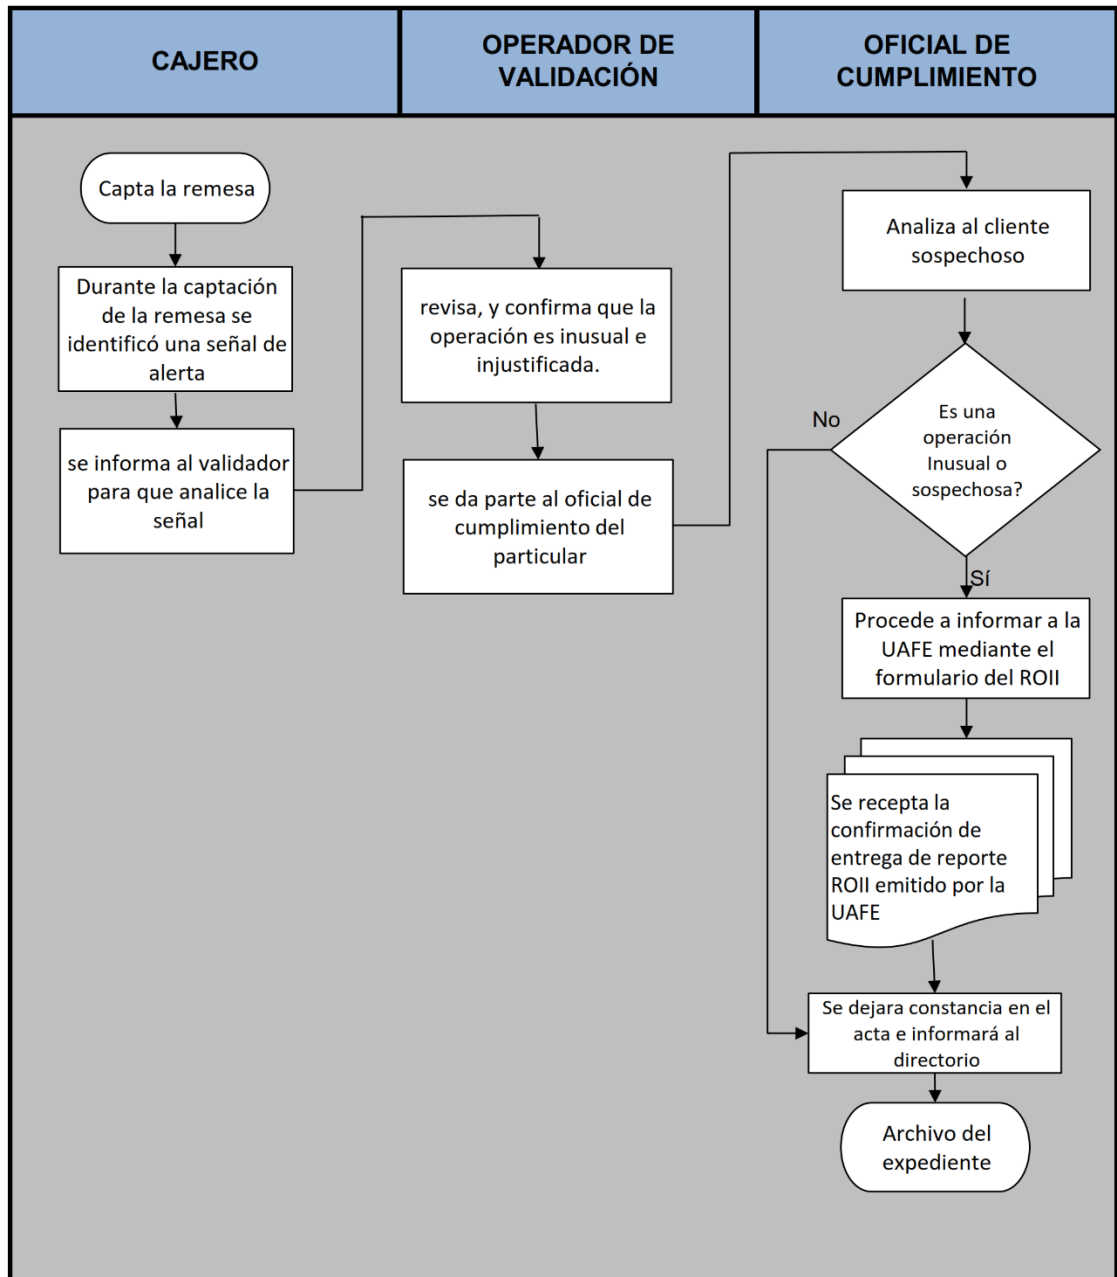 CAJERO
OPERADOR DE
VALIDACIÓN
OFICIAL DE
CUMPLIMIENTO
Capta la remesa
Durante la captación
de la remesa se
identificó una señal de
alerta
se informa al validador
para que analice la
señal
revisa, y confirma que la
operación es inusual e
injustificada.
se da parte al oficial de
cumplimiento del
particular
Analiza al cliente
sospechoso
No
Es una
operación
Inusual o
sospechosa?
Sí
Procede a informar a la
UAFE mediante el
formulario del ROII
Se recepta la
confirmación de
entrega de reporte
ROII emitido por la
UAFE
Se dejara constancia en el
acta e informará al
directorio
Archivo del
expediente